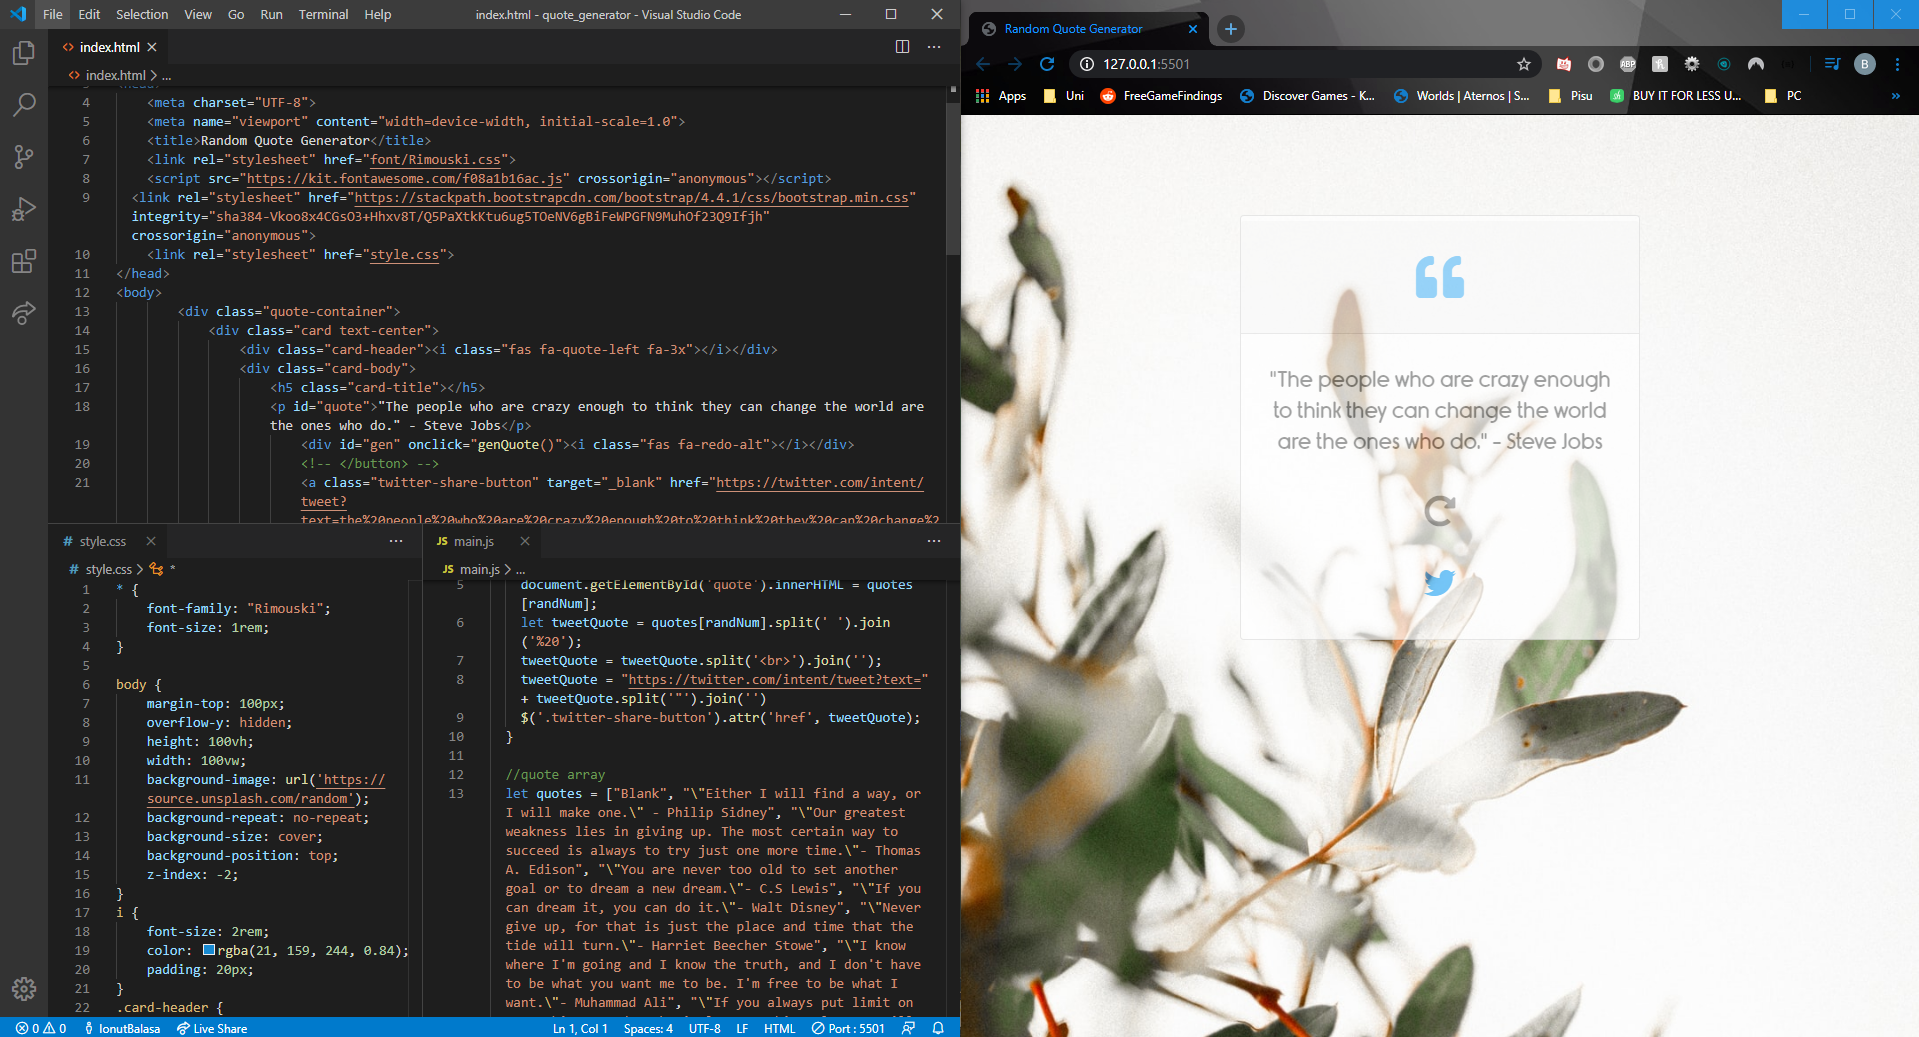 File Edit Selection View Go Run Terminal Help
index.html - quote_generator - Visual Studio Code
index.html
index.html > ...
4 <meta charset="UTF-8">
5 <meta name="viewport" content="width=device-width, initial-scale=1.0">
6 <title>Random Quote Generator</title>
7 <link rel="stylesheet" href="font/Rimouski.css">
8 <script src="https://kit.fontawesome.com/f08a1b16ac.js" crossorigin="anonymous"></script>
9 <link rel="stylesheet" href="https://stackpath.bootstrapcdn.com/bootstrap/4.4.1/css/bootstrap.min.css"
integrity="sha384-Vkoo8x4CGsO3+Hhxv8T/Q5PaXtkKtu6ug5TOeNV6gBiFeWPGFN9MuhOf23Q9Ifjh"
crossorigin="anonymous">
10 <link rel="stylesheet" href="style.css">
11 </head>
12 <body>
13 <div class="quote-container">
14 <div class="card text-center">
15 <div class="card-header"><i class="fas fa-quote-left fa-3x"></i></div>
16 <div class="card-body">
17 <h5 class="card-title"></h5>
18 <p id="quote">"The people who are crazy enough to think they can change the world are
the ones who do." - Steve Jobs</p>
19 <div id="gen" onclick="genQuote()"><i class="fas fa-redo-alt"></i></div>
20 <!-- </button> -->
21 <a class="twitter-share-button" target="_blank" href="https://twitter.com/intent/
tweet?
text=the%20people%20who%20are%20crazy%20enough%20to%20think%20they%20can%20change%2
style.css
style.css > *
1 * {
2 font-family: "Rimouski";
3 font-size: 1rem;
4 }
5
6 body {
7 margin-top: 100px;
8 overflow-y: hidden;
9 height: 100vh;
10 width: 100vw;
11 background-image: url('https://
source.unsplash.com/random');
12 background-repeat: no-repeat;
13 background-size: cover;
14 background-position: top;
15 z-index: -2;
16 }
17 i {
18 font-size: 2rem;
19 color: rgba(21, 159, 244, 0.84);
20 padding: 20px;
21 }
22 .card-header {
JS main.js
JS main.js > ...
5 document.getElementById('quote').innerHTML = quotes
[randNum];
6 let tweetQuote = quotes[randNum].split(' ').join
('%20');
7 tweetQuote = tweetQuote.split('<br>').join('');
8 tweetQuote = "https://twitter.com/intent/tweet?text="
+ tweetQuote.split('"').join('')
9 $('.twitter-share-button').attr('href', tweetQuote);
10 }
11
12 //quote array
13 let quotes = ["Blank", "\"Either I will find a way, or
I will make one.\" - Philip Sidney", "\"Our greatest
weakness lies in giving up. The most certain way to
succeed is always to try just one more time.\"- Thomas
A. Edison", "\"You are never too old to set another
goal or to dream a new dream.\"- C.S Lewis", "\"If you
can dream it, you can do it.\"- Walt Disney", "\"Never
give up, for that is just the place and time that the
tide will turn.\"- Harriet Beecher Stowe", "\"I know
where I'm going and I know the truth, and I don't have
to be what you want me to be. I'm free to be what I
want.\"- Muhammad Ali", "\"If you always put limit on
0 0 IonutBalasa Live Share
Ln 1, Col 1 Spaces: 4 UTF-8 LF HTML Port : 5501
Random Quote Generator
127.0.0.1:5501
ABP
B
Apps Uni FreeGameFindings Discover Games - K... Worlds | Aternos | S... Pisu BUY IT FOR LESS U... PC
"The people who are crazy enough
to think they can change the world
are the ones who do." - Steve Jobs